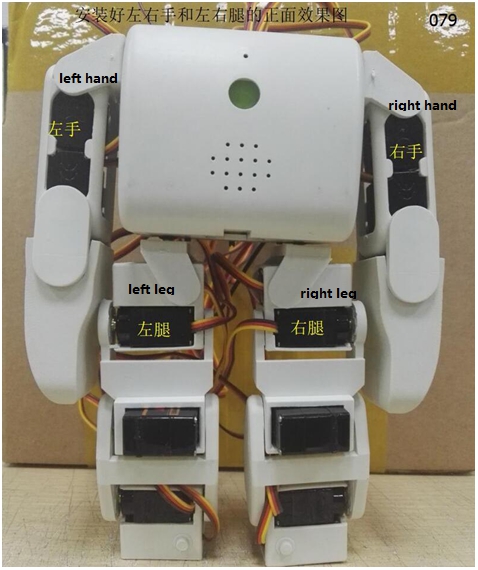 安装好左右手和左右腿的正面效果图
079
left hand
right hand
左手
右手
left leg
right leg
左腿
右腿